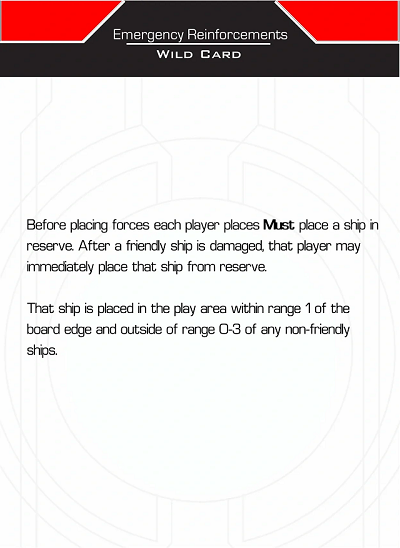 Emergency Reinforcements
Wild Card
Before placing forces each player places Must place a ship in
reserve. After a friendly ship is damaged, that player may
immediately place that ship from reserve.
That ship is placed in the play area within range 1 of the
board edge and outside of range 0-3 of any non-friendly
ships.